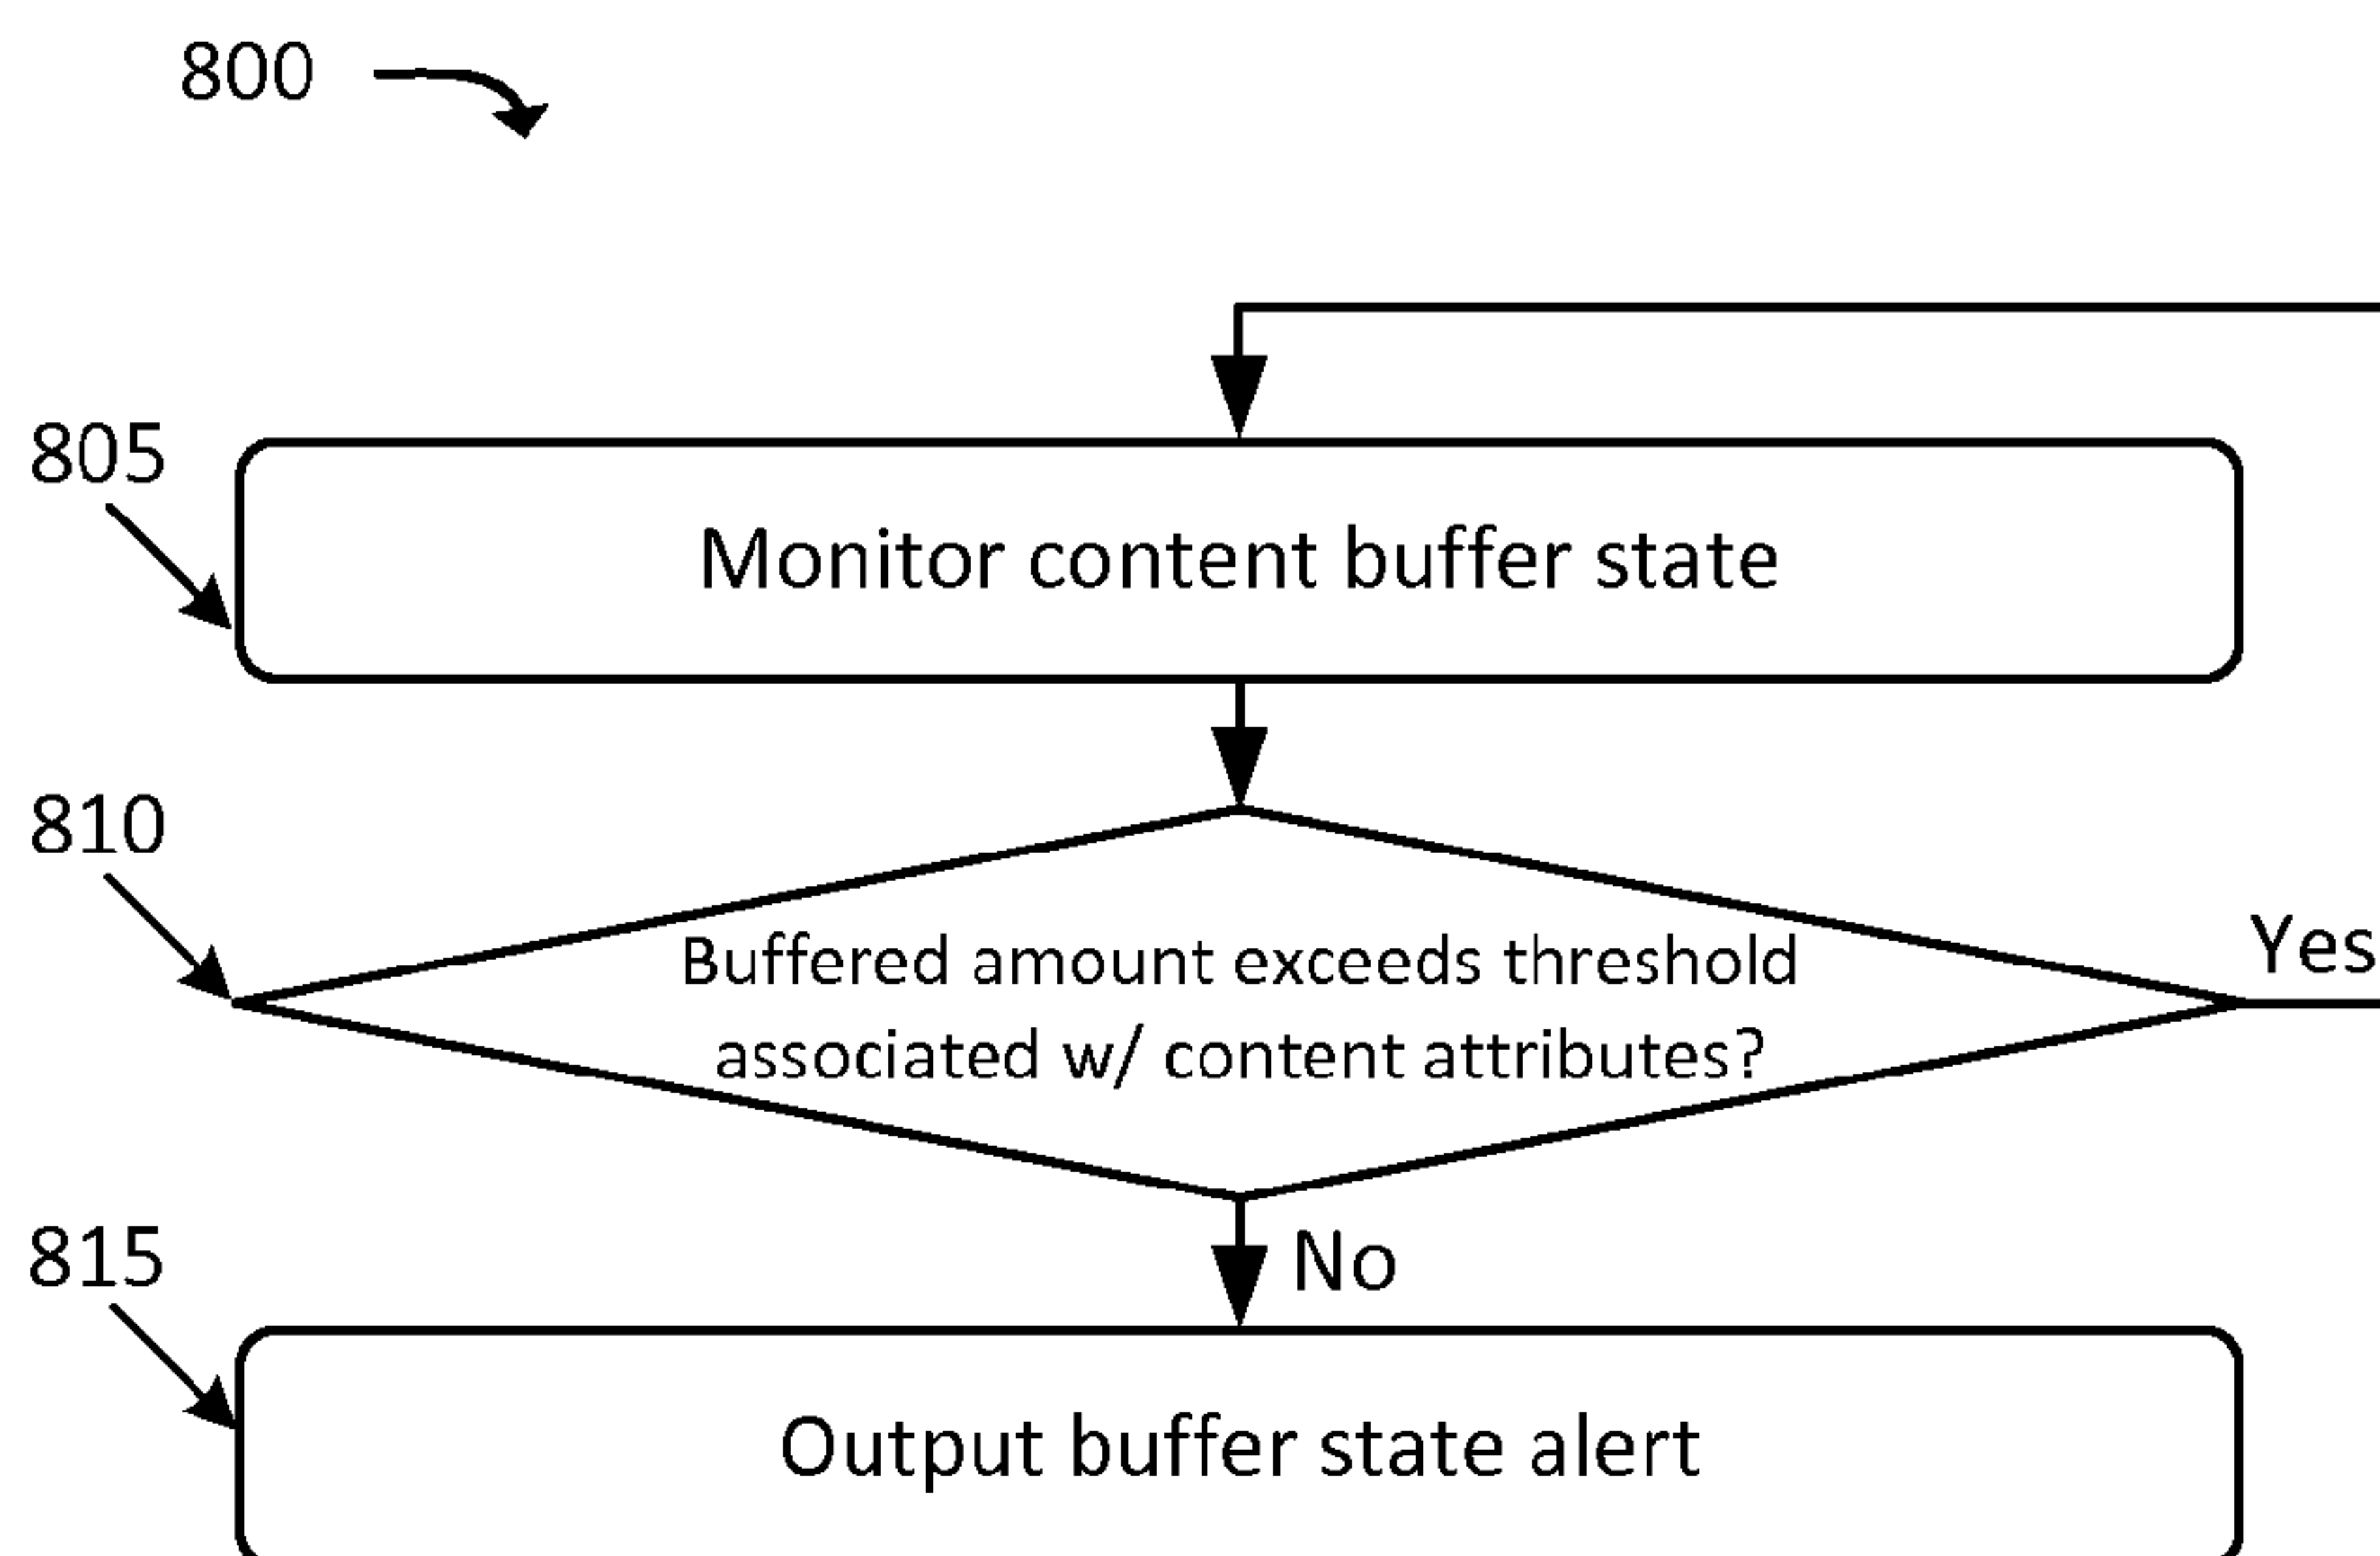 800
805
Monitor content buffer state
810
Buffered amount exceeds threshold
associated w/ content attributes?
Yes
815
No
Output buffer state alert